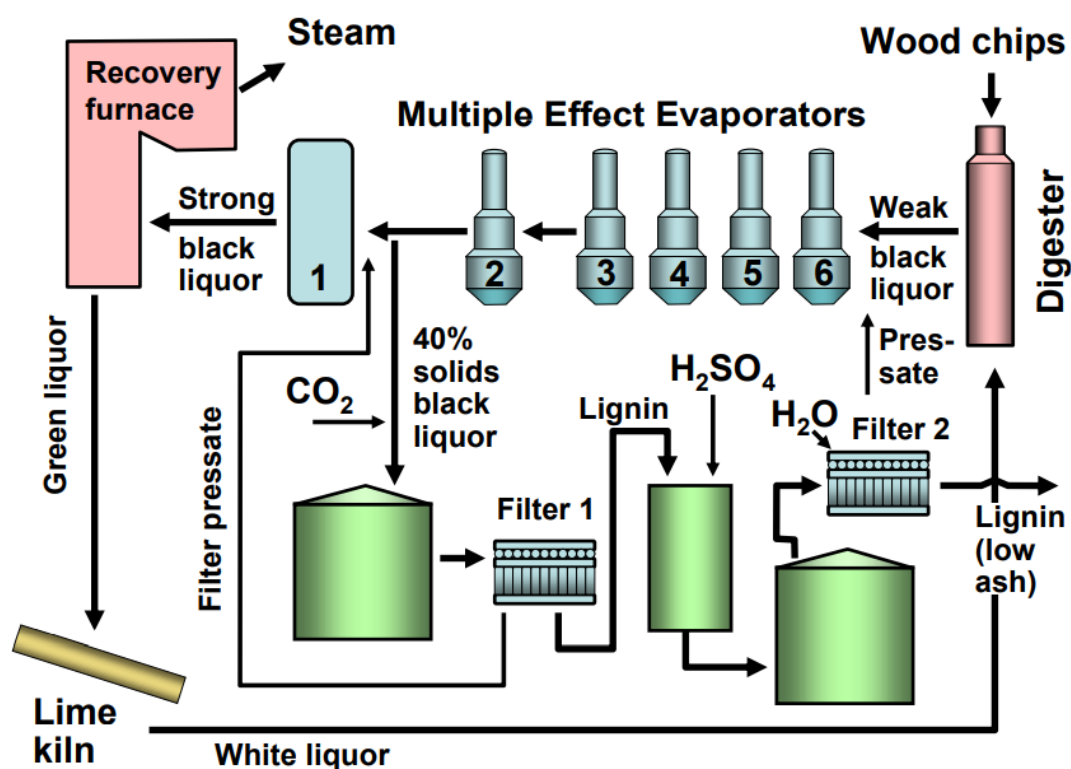 Steam
Wood chips
Recovery
furnace
Multiple Effect Evaporators
Strong
black
liquor
1
2
3
4
5
6
Weak
black
liquor
Digester
Pres-
sate
40%
solids
black
liquor
CO₂
Green liquor
Filter pressate
Filter 1
Lignin
H₂SO₄
H₂O
Filter 2
Lignin
(low
ash)
Lime
kiln
White liquor